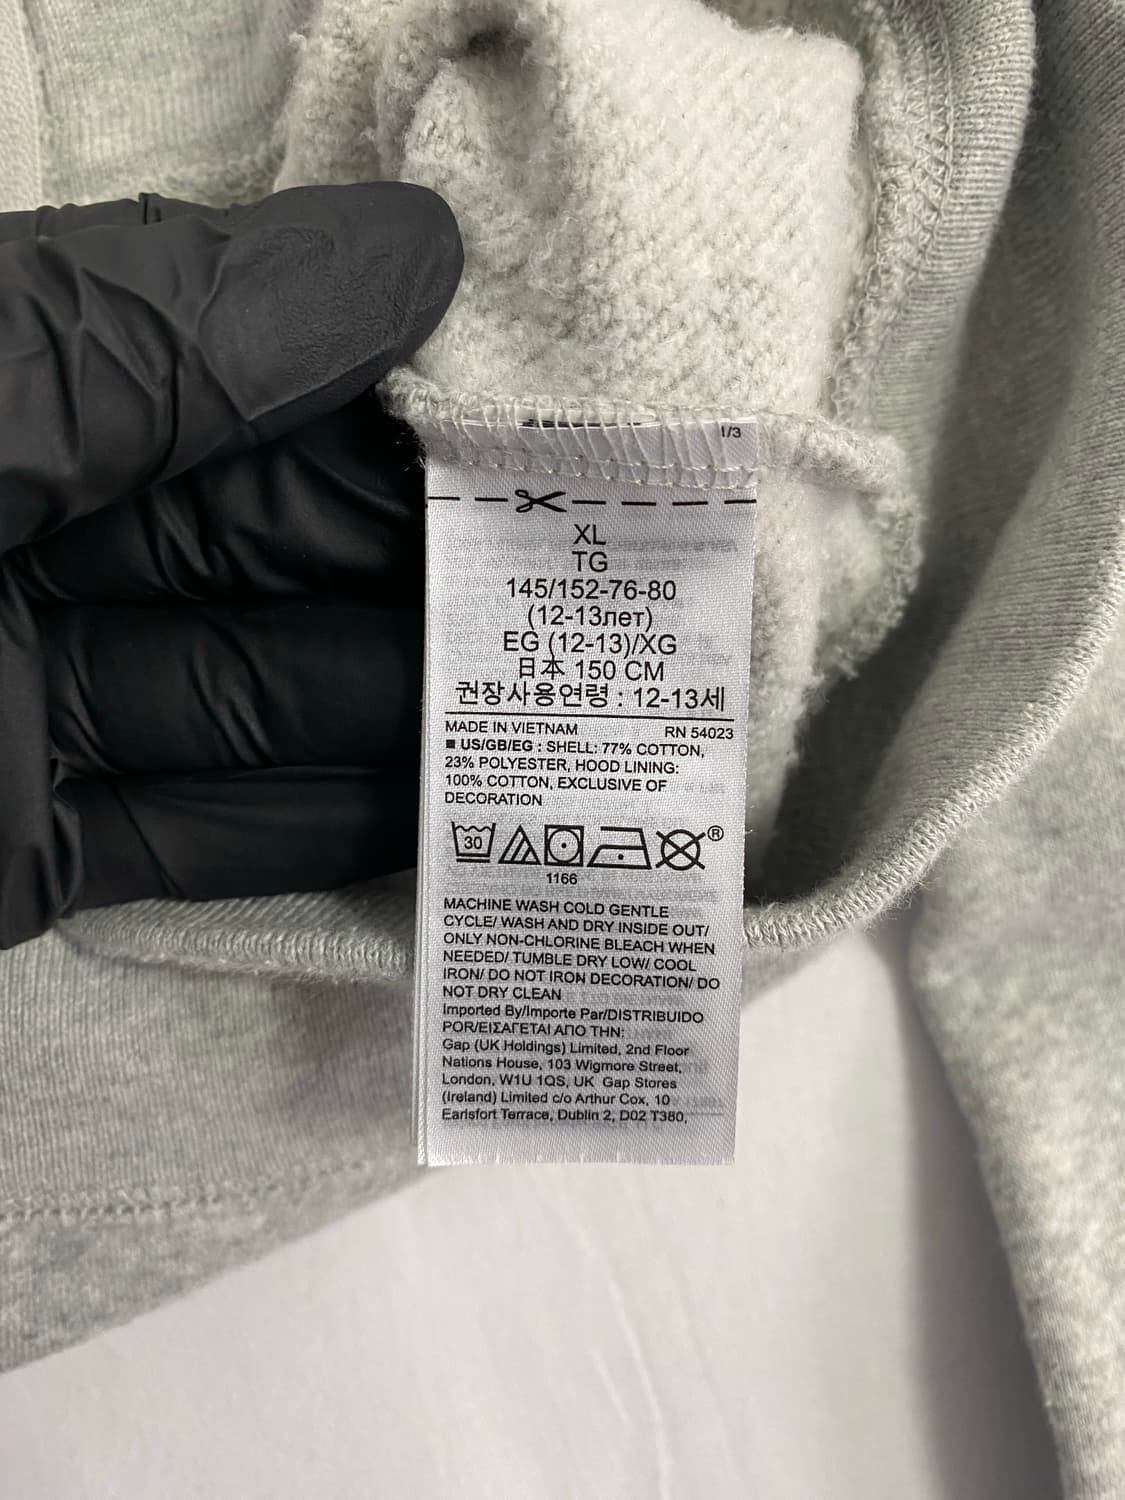 1/3
XL
TG
145/152-76-80
(12-13лет)
EG (12-13)/XG
日本 150 CM
권장사용연령 : 12-13세
MADE IN VIETNAM RN 54023
■ US/GB/EG : SHELL: 77% COTTON,
23% POLYESTER, HOOD LINING:
100% COTTON, EXCLUSIVE OF
DECORATION
30
®
1166
MACHINE WASH COLD GENTLE
CYCLE/ WASH AND DRY INSIDE OUT/
ONLY NON-CHLORINE BLEACH WHEN
NEEDED/ TUMBLE DRY LOW/ COOL
IRON/ DO NOT IRON DECORATION/ DO
NOT DRY CLEAN
Imported By/Importe Par/DISTRIBUIDO
POR/ΕΙΣΑΓΕΤΑΙ ΑΠΟ ΤΗΝ:
Gap (UK Holdings) Limited, 2nd Floor
Nations House, 103 Wigmore Street,
London, W1U 1QS, UK Gap Stores
(Ireland) Limited c/o Arthur Cox, 10
Earlsfort Terrace, Dublin 2, D02 T380,